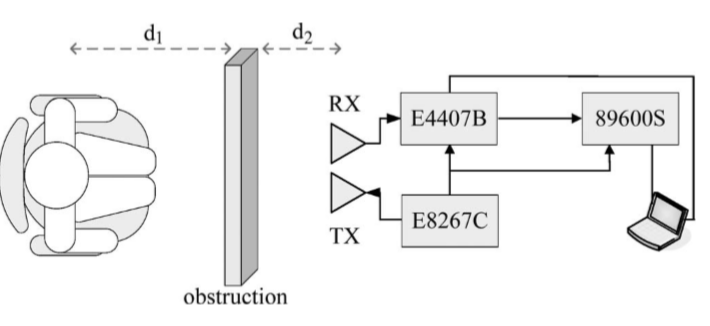 d1
d2
RX
E4407B
89600S
TX
E8267C
obstruction